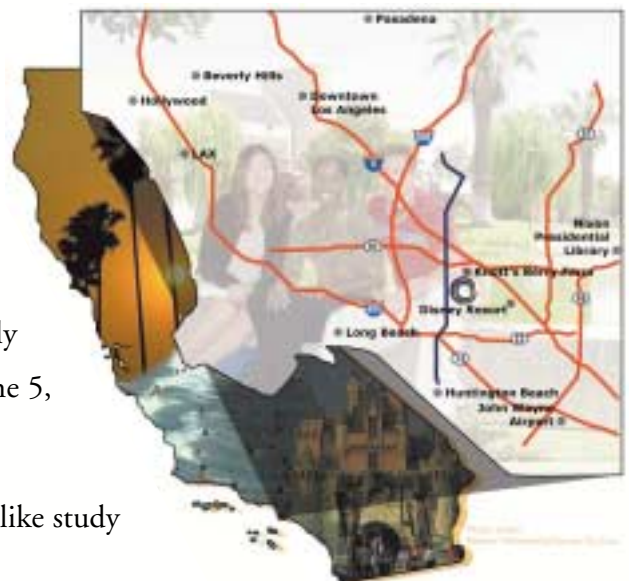 Pasadena
Beverly Hills
Hollywood
Downtown
Los Angeles
LAX
Nixon
Presidential
Library
Knott's Berry Farm
Disney Resort
Long Beach
Huntington Beach
John Wayne
Airport
ly
ne 5,
like study